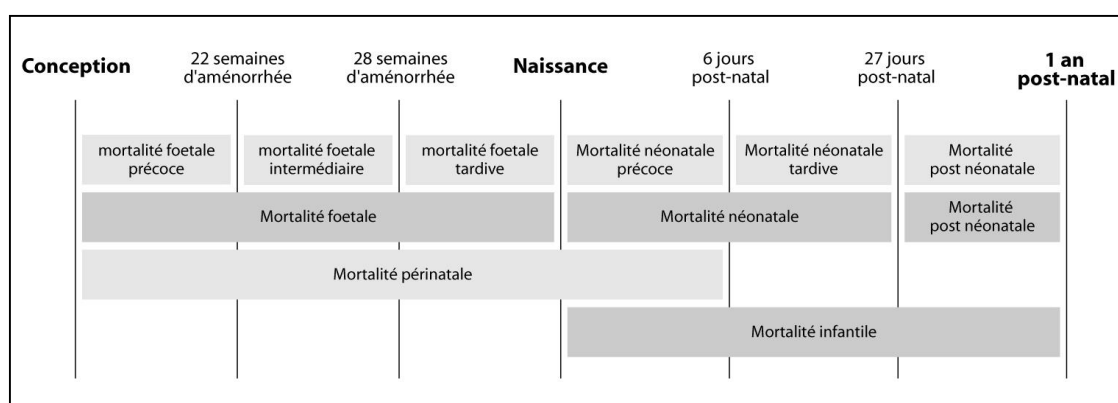 Conception
22 semaines
d'aménorrhée
28 semaines
d'aménorrhée
Naissance
6 jours
post-natal
27 jours
post-natal
1 an
post-natal
mortalité foetale
précoce
mortalité foetale
intermédiaire
mortalité foetale
tardive
Mortalité néonatale
précoce
Mortalité néonatale
tardive
Mortalité
post néonatale
Mortalité foetale
Mortalité néonatale
Mortalité
post néonatale
Mortalité périnatale
Mortalité infantile